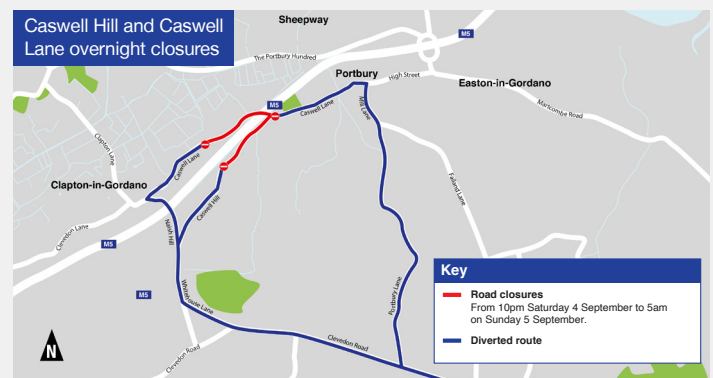 Caswell Hill and Caswell
Lane overnight closures
Sheepway
M5
The Portbury Hundred
Portbury
High Street
Easton-in-Gordano
Martcombe Road
M5
Caswell Lane
Mill Lane
Clapton Lane
Caswell Lane
Failand Lane
Clapton-in-Gordano
Caswell Hill
Clevedon Lane
Naish Hill
M5
M5
Whitehouse Lane
Portbury Lane
Clevedon Road
Clevedon Road
N
Key
Road closures
From 10pm Saturday 4 September to 5am
on Sunday 5 September.
Diverted route